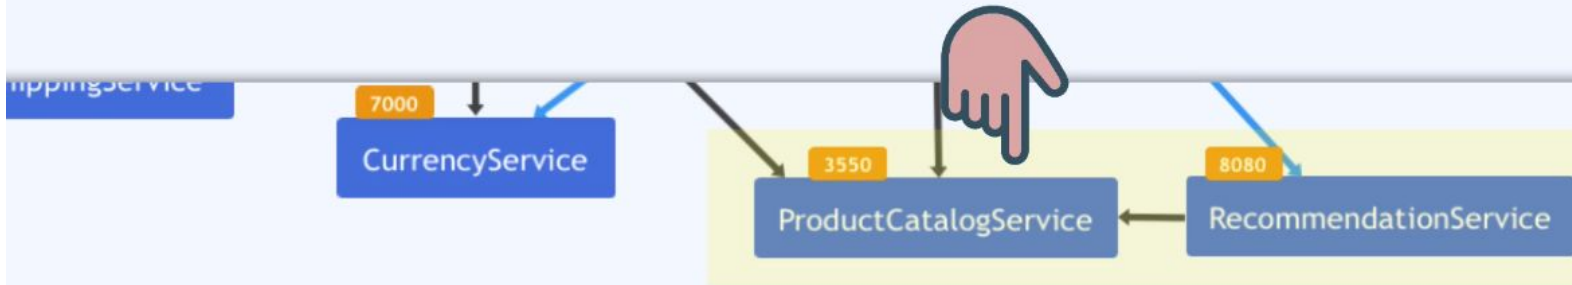 7000
CurrencyService
3550
ProductCatalogService
8080
RecommendationService